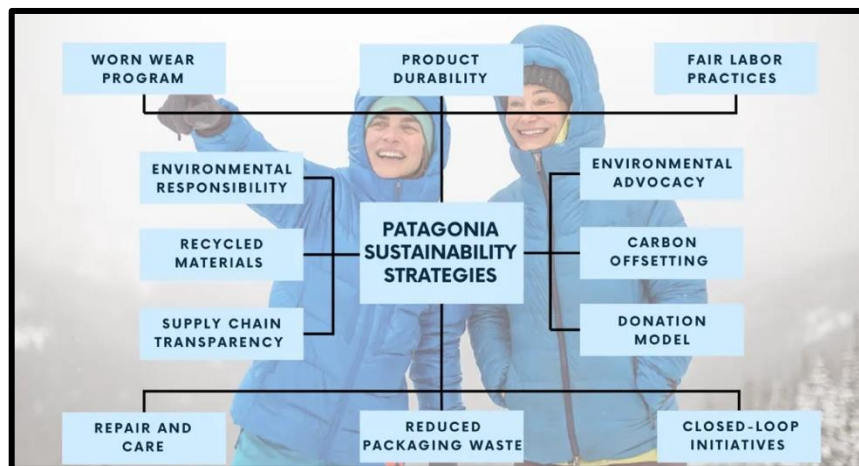 WORN WEAR
PROGRAM
PRODUCT
DURABILITY
FAIR LABOR
PRACTICES
ENVIRONMENTAL
RESPONSIBILITY
ENVIRONMENTAL
ADVOCACY
RECYCLED
MATERIALS
PATAGONIA
SUSTAINABILITY
STRATEGIES
CARBON
OFFSETTING
SUPPLY CHAIN
TRANSPARENCY
DONATION
MODEL
REPAIR AND
CARE
REDUCED
PACKAGING WASTE
CLOSED-LOOP
INITIATIVES